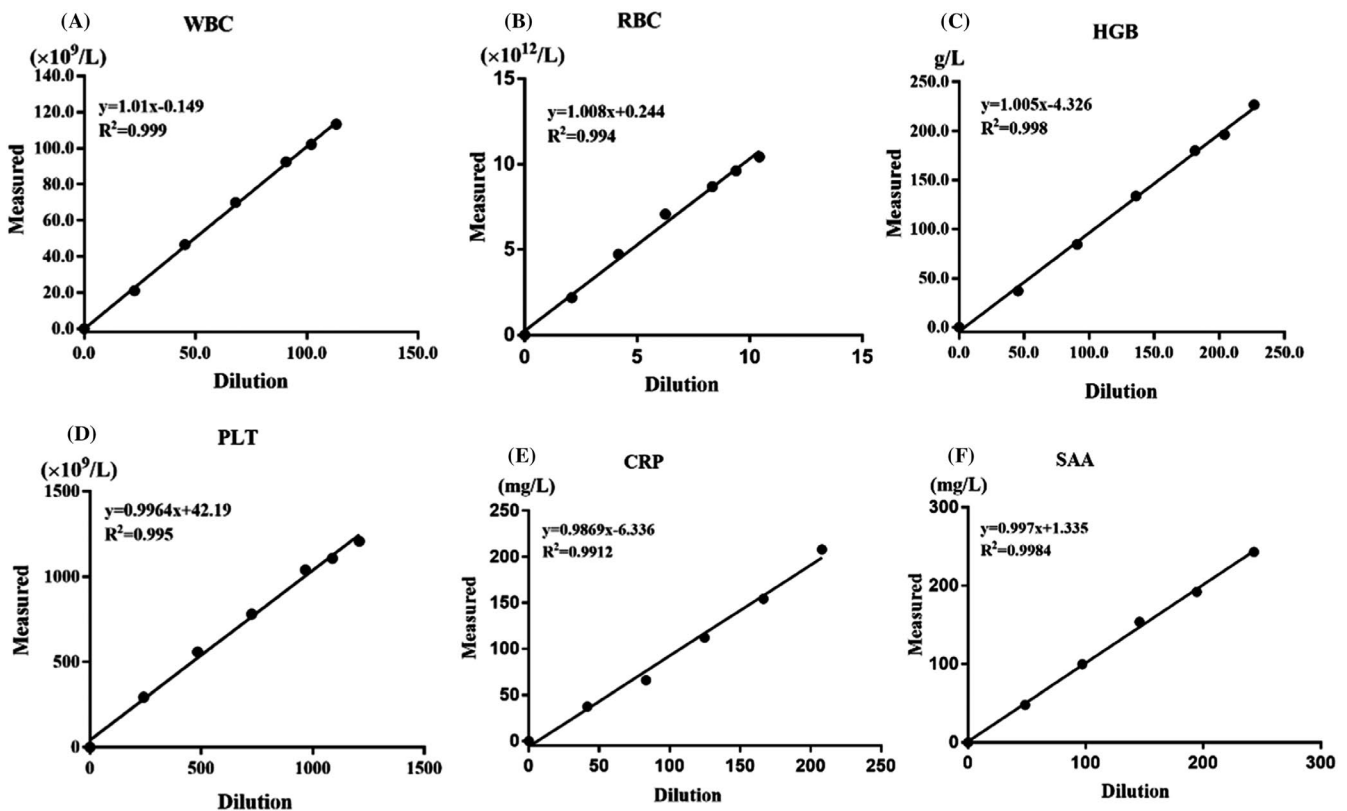 (A)
WBC
(×10⁹/L)
140.0
120.0
100.0
80.0
60.0
40.0
20.0
0.0
y=1.01x-0.149
R²=0.999
Measured
0.0 50.0 100.0 150.0
Dilution
(B)
RBC
(×10¹²/L)
15
10
5
0
y=1.008x+0.244
R²=0.994
Measured
0 5 10 15
Dilution
(C)
HGB
g/L
250.0
200.0
150.0
100.0
50.0
0.0
y=1.005x-4.326
R²=0.998
Measured
0.0 50.0 100.0 150.0 200.0 250.0
Dilution
(D)
PLT
(×10⁹/L)
1500
1000
500
0
y=0.9964x+42.19
R²=0.995
Measured
0 500 1000 1500
Dilution
(E)
CRP
(mg/L)
250
200
150
100
50
0
y=0.9869x-6.336
R²=0.9912
Measured
0 50 100 150 200 250
Dilution
(F)
SAA
(mg/L)
300
200
100
0
y=0.997x+1.335
R²=0.9984
Measured
0 100 200 300
Dilution